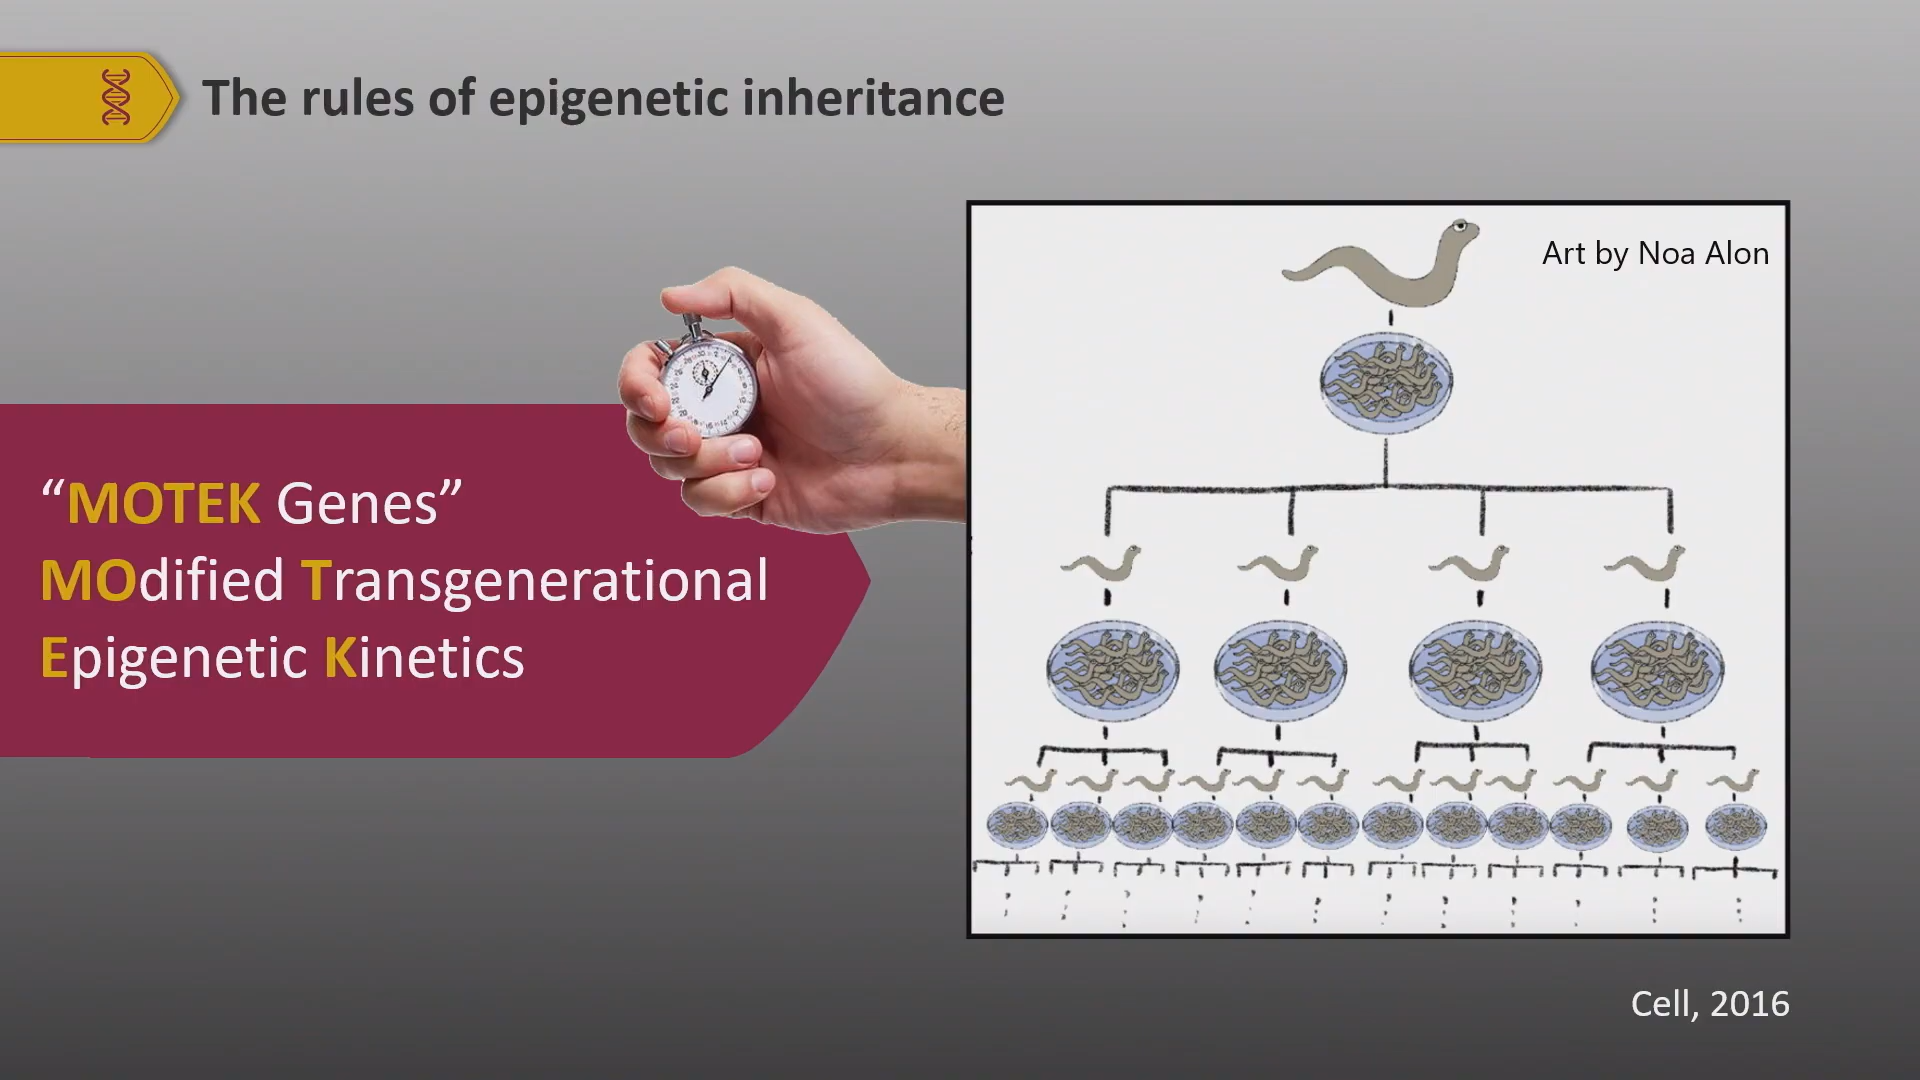 The rules of epigenetic inheritance
Art by Noa Alon
“MOTEK Genes”
MOdified Transgenerational
Epigenetic Kinetics
Cell, 2016